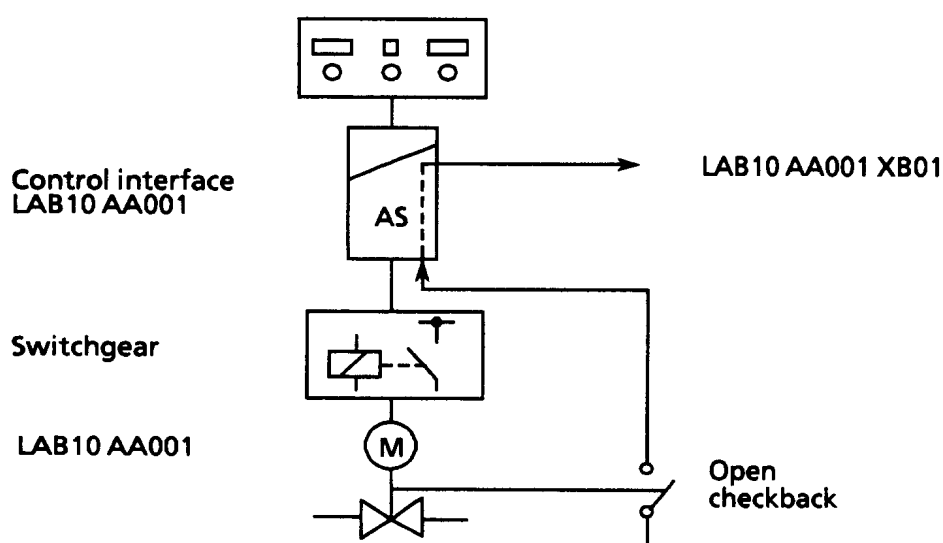 Control interface
LAB10 AA001
AS
LAB10 AA001 XB01
Switchgear
LAB10 AA001
M
Open
checkback